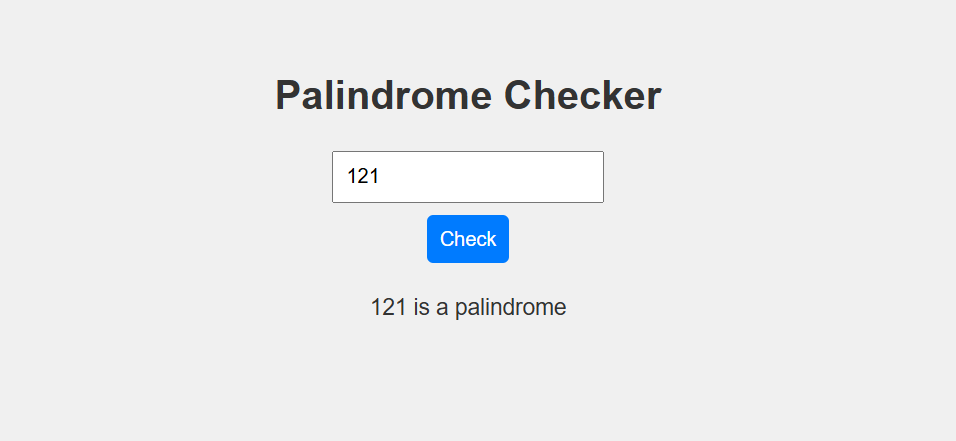 Palindrome Checker
121
Check
121 is a palindrome